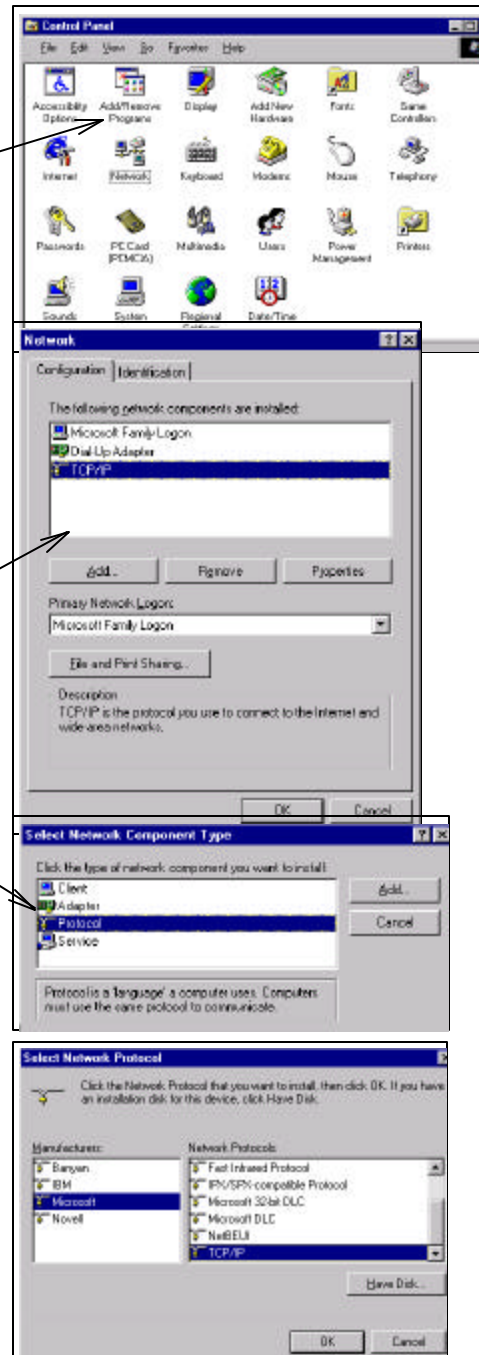 Control Panel
File Edit View Go Favorites Help
Accessibility Options
Add/Remove Programs
Display
Add New Hardware
Fonts
Game Controllers
Internet
Network
Keyboard
Modems
Mouse
Telephony
Passwords
PC Card (PCMCIA)
Multimedia
Users
Power Management
Printers
Sounds
System
Regional Settings
Date/Time
Network
Configuration Identification
The following network components are installed:
Microsoft Family Logon
Dial-Up Adapter
TCP/IP
Add... Remove Properties
Primary Network Logon:
Microsoft Family Logon
File and Print Sharing...
Description
TCP/IP is the protocol you use to connect to the Internet and
wide-area networks.
OK Cancel
Select Network Component Type
Click the type of network component you want to install:
Client
Adapter
Protocol
Service
Add...
Cancel
Protocol is a 'language' a computer uses. Computers
must use the same protocol to communicate.
Select Network Protocol
Click the Network Protocol that you want to install, then click OK. If you have
an installation disk for this device, click Have Disk.
Manufacturers:
Banyan
IBM
Microsoft
Novell
Network Protocols:
Fast Infrared Protocol
IPX/SPX-compatible Protocol
Microsoft 32-bit DLC
Microsoft DLC
NetBEUI
TCP/IP
Have Disk...
OK Cancel